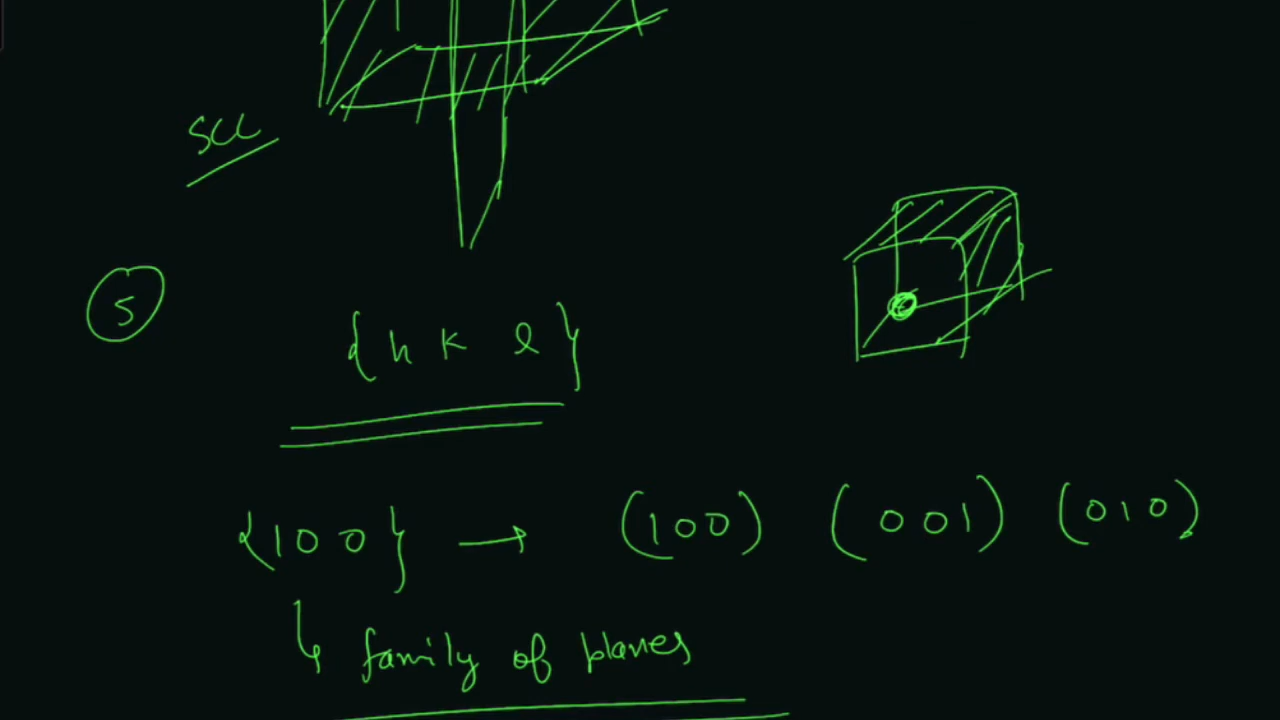 SCC
5
{h k l}
{100} → (100) (001) (010)
↳ family of planes